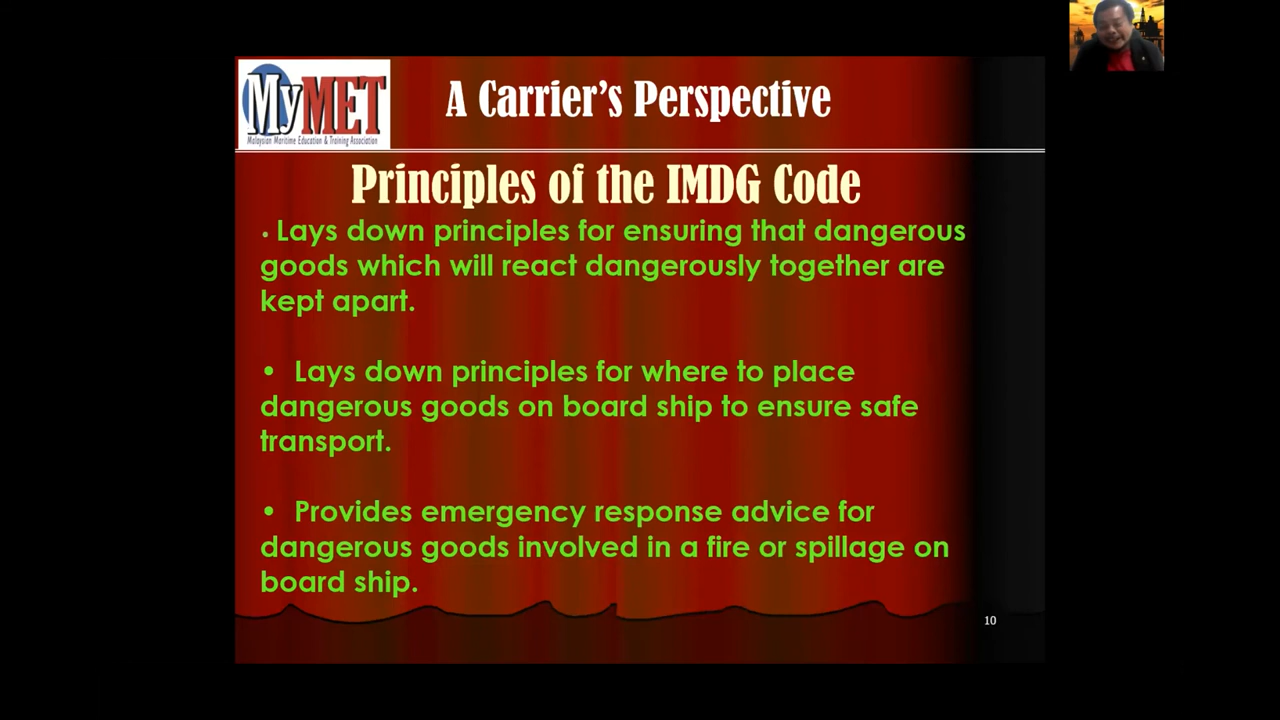 MyMET
Malaysian Maritime Education & Training Association
A Carrier's Perspective
Principles of the IMDG Code
• Lays down principles for ensuring that dangerous
goods which will react dangerously together are
kept apart.
• Lays down principles for where to place
dangerous goods on board ship to ensure safe
transport.
• Provides emergency response advice for
dangerous goods involved in a fire or spillage on
board ship.
10